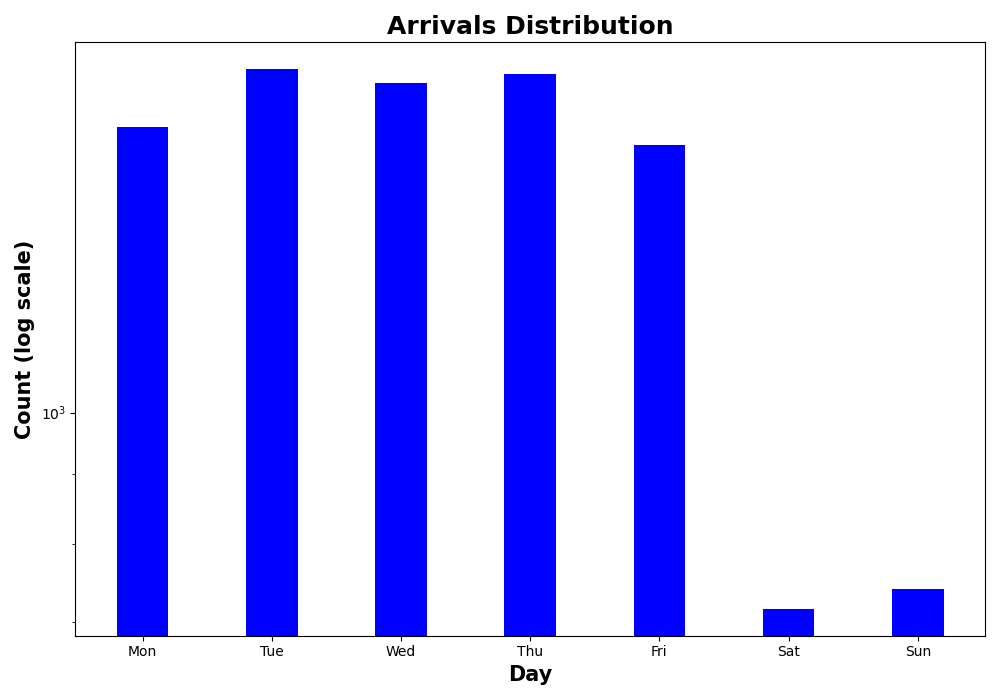 Arrivals Distribution
Count (log scale)
10³
Mon Tue Wed Thu Fri Sat Sun
Day